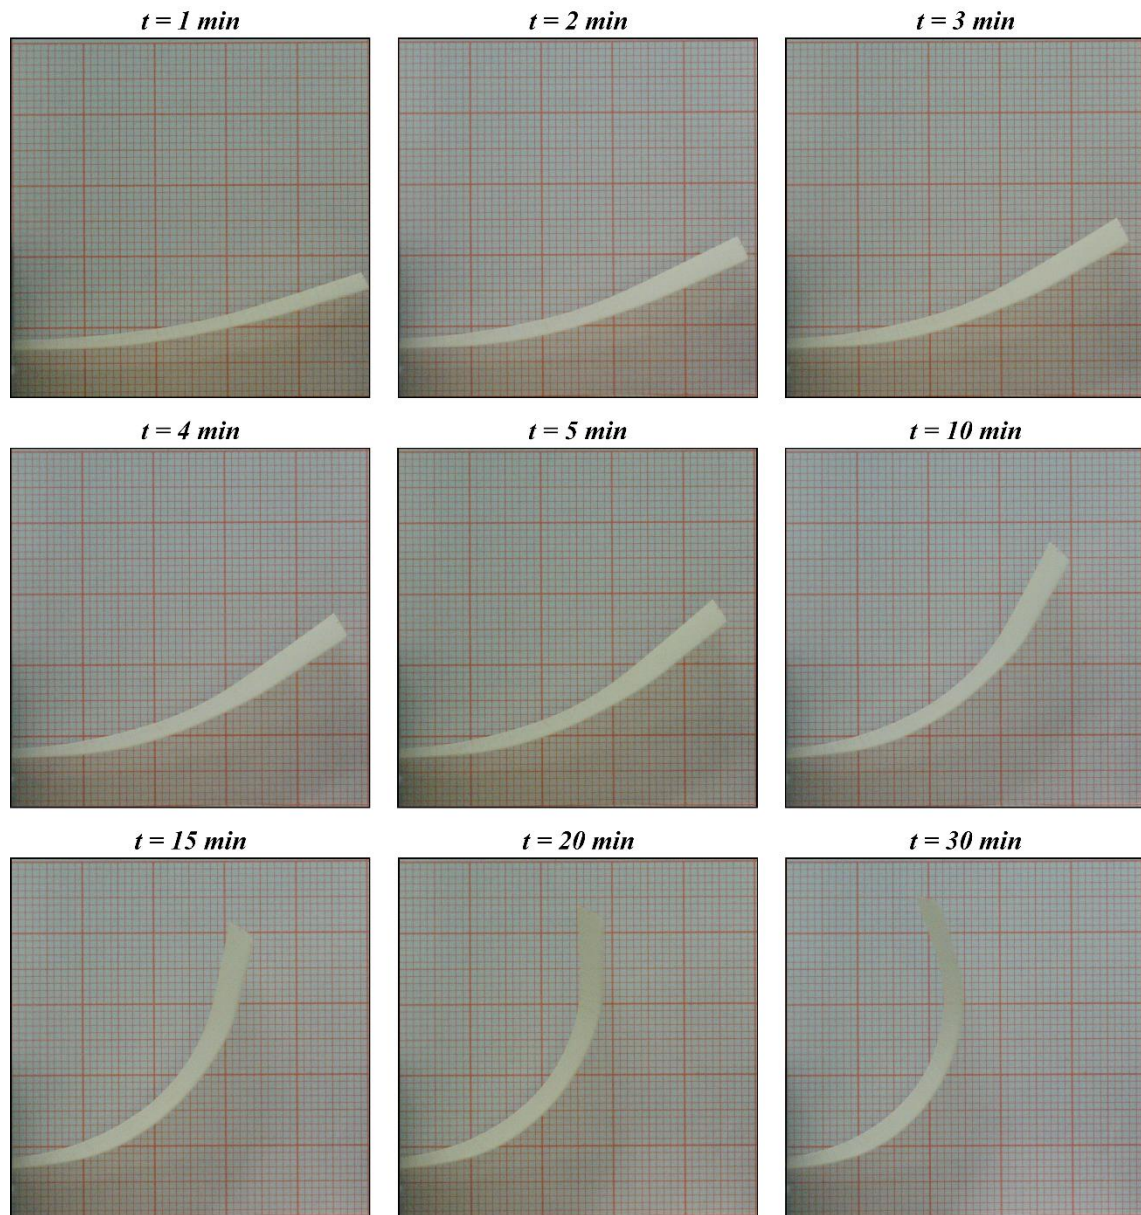 t = 1 min
t = 2 min
t = 3 min
t = 4 min
t = 5 min
t = 10 min
t = 15 min
t = 20 min
t = 30 min